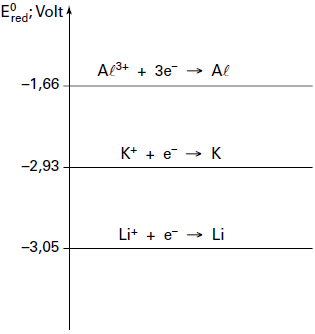 E⁰red; Volt
Aℓ³⁺ + 3e⁻ → Aℓ
−1,66
K⁺ + e⁻ → K
−2,93
Li⁺ + e⁻ → Li
−3,05